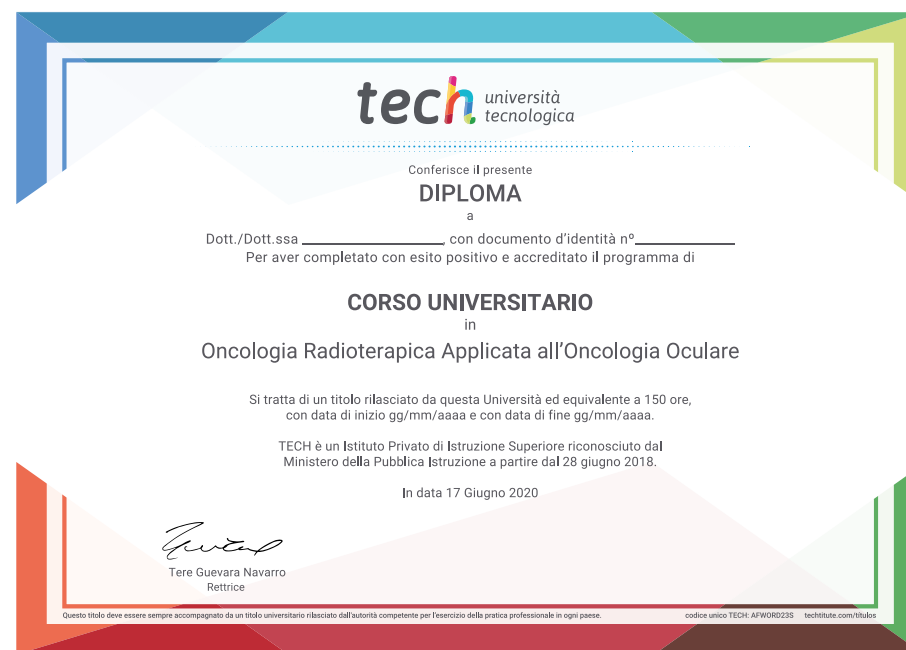 tech università
tecnologica
Conferisce il presente
DIPLOMA
a
Dott./Dott.ssa ____________________, con documento d'identità nº______________
Per aver completato con esito positivo e accreditato il programma di
CORSO UNIVERSITARIO
in
Oncologia Radioterapica Applicata all'Oncologia Oculare
Si tratta di un titolo rilasciato da questa Università ed equivalente a 150 ore,
con data di inizio gg/mm/aaaa e con data di fine gg/mm/aaaa.
TECH è un Istituto Privato di Istruzione Superiore riconosciuto dal
Ministero della Pubblica Istruzione a partire dal 28 giugno 2018.
In data 17 Giugno 2020
Tere Guevara Navarro
Rettrice
Questo titolo deve essere sempre accompagnato da un titolo universitario rilasciato dall'autorità competente per l'esercizio della pratica professionale in ogni paese. codice unico TECH: AFWORD23S techtitute.com/titulos